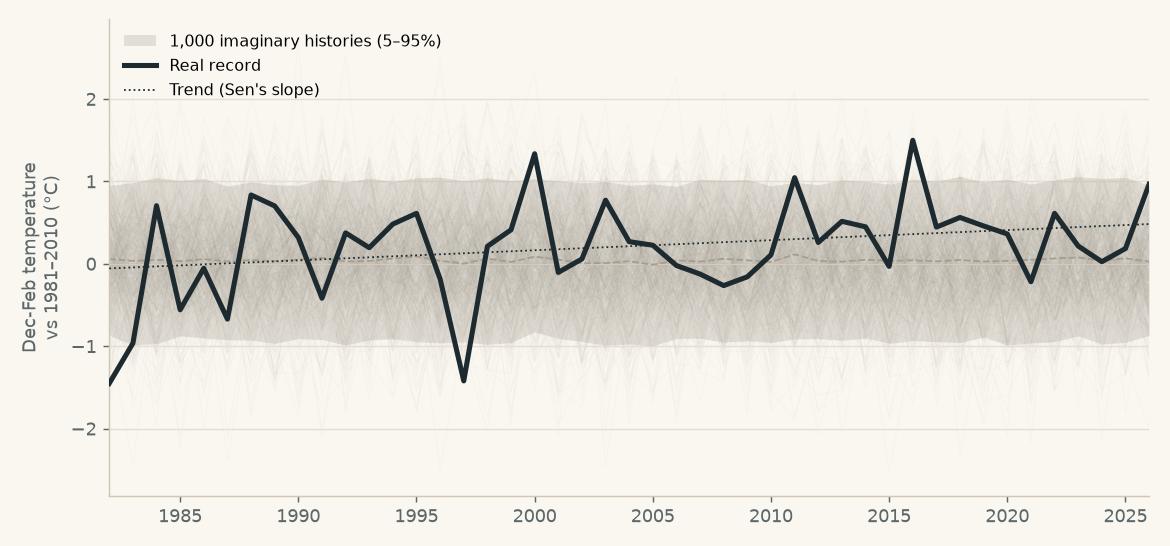 1,000 imaginary histories (5–95%)
Real record
Trend (Sen's slope)
Dec-Feb temperature
vs 1981–2010 (°C)
2
1
0
−1
−2
1985
1990
1995
2000
2005
2010
2015
2020
2025